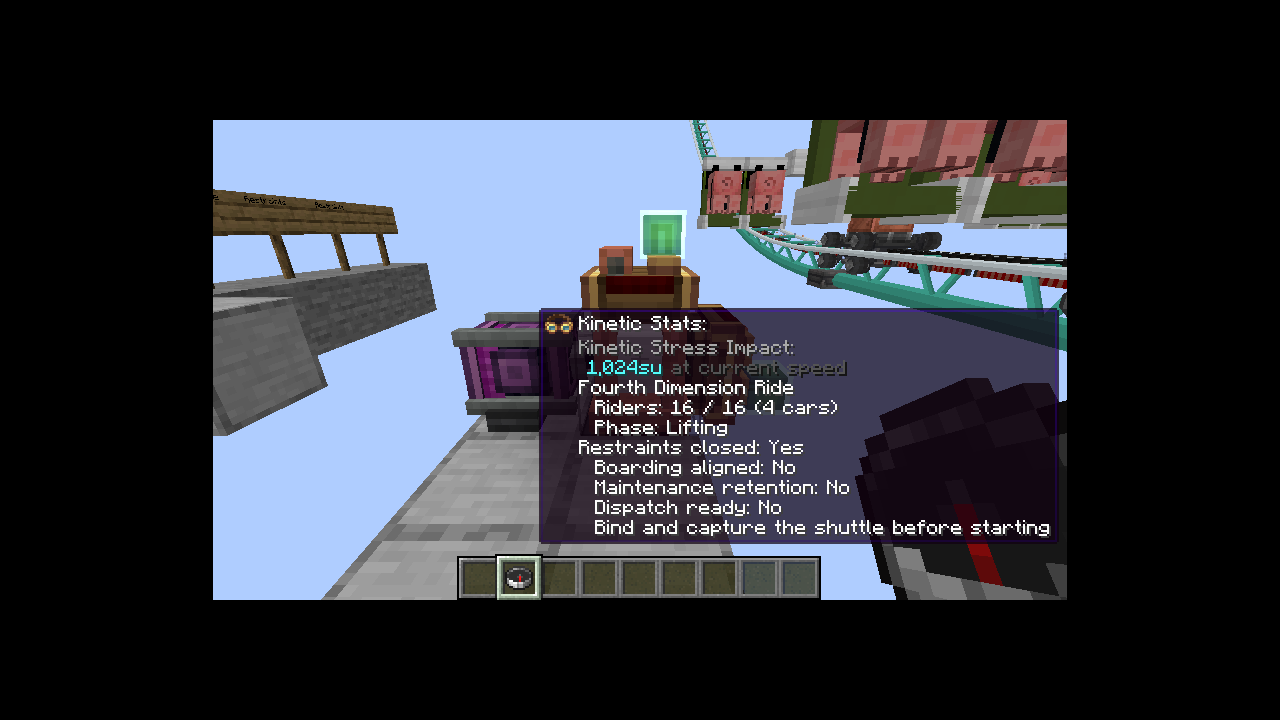 Restraints
Kinetic Stats:
Kinetic Stress Impact:
1,024su at current speed
Fourth Dimension Ride
Riders: 16 / 16 (4 cars)
Phase: Lifting
Restraints closed: Yes
Boarding aligned: No
Maintenance retention: No
Dispatch ready: No
Bind and capture the shuttle before starting